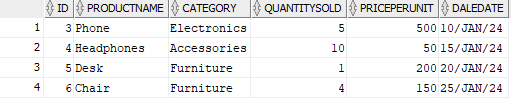 ID PRODUCTNAME CATEGORY QUANTITYSOLD PRICEPERUNIT DALEDATE
1 3 Phone Electronics 5 500 10/JAN/24
2 4 Headphones Accessories 10 50 15/JAN/24
3 5 Desk Furniture 1 200 20/JAN/24
4 6 Chair Furniture 4 150 25/JAN/24